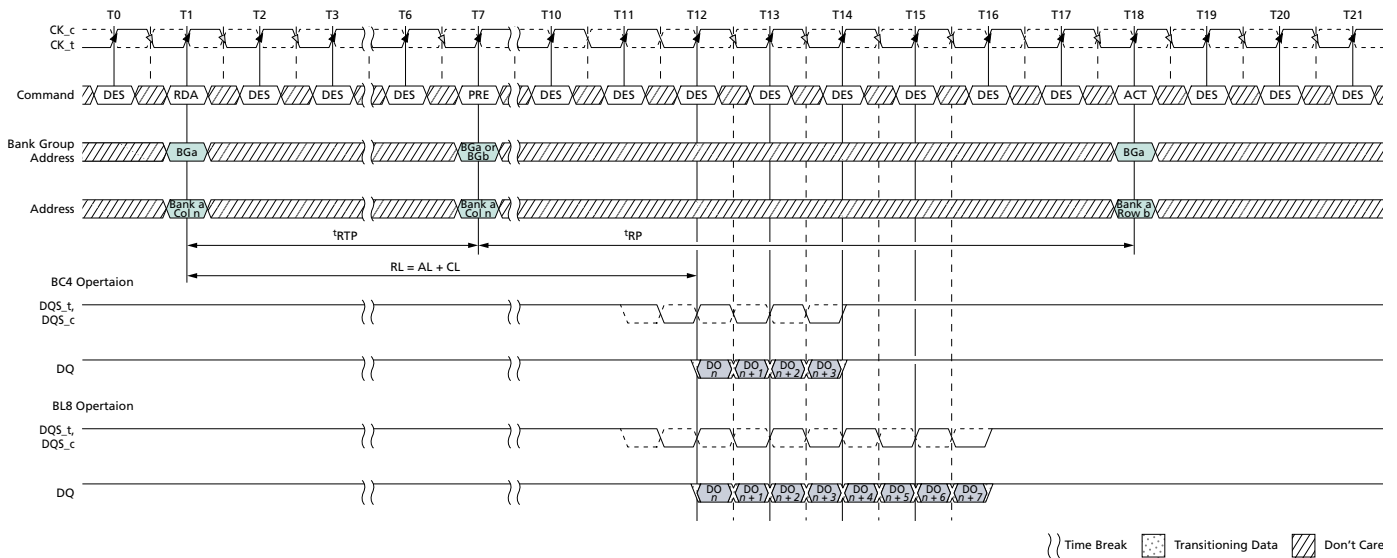 T0 T1 T2 T3 T6 T7 T10 T11 T12 T13 T14 T15 T16 T17 T18 T19 T20 T21
CK_c
CK_t
Command DES RDA DES DES DES PRE DES DES DES DES DES DES DES DES ACT DES DES DES
Bank Group
Address
BGa
BGa or
BGb
BGa
Address
Bank a
Col n
Bank a
Col n
Bank a
Row b
tRTP tRP
RL = AL + CL
BC4 Opertaion
DQS_t,
DQS_c
DQ
DO
n
DO
n + 1
DO
n + 2
DO
n + 3
BL8 Opertaion
DQS_t,
DQS_c
DQ
DO
n
DO
n + 1
DO
n + 2
DO
n + 3
DO
n + 4
DO
n + 5
DO
n + 6
DO
n + 7
Time Break Transitioning Data Don't Care